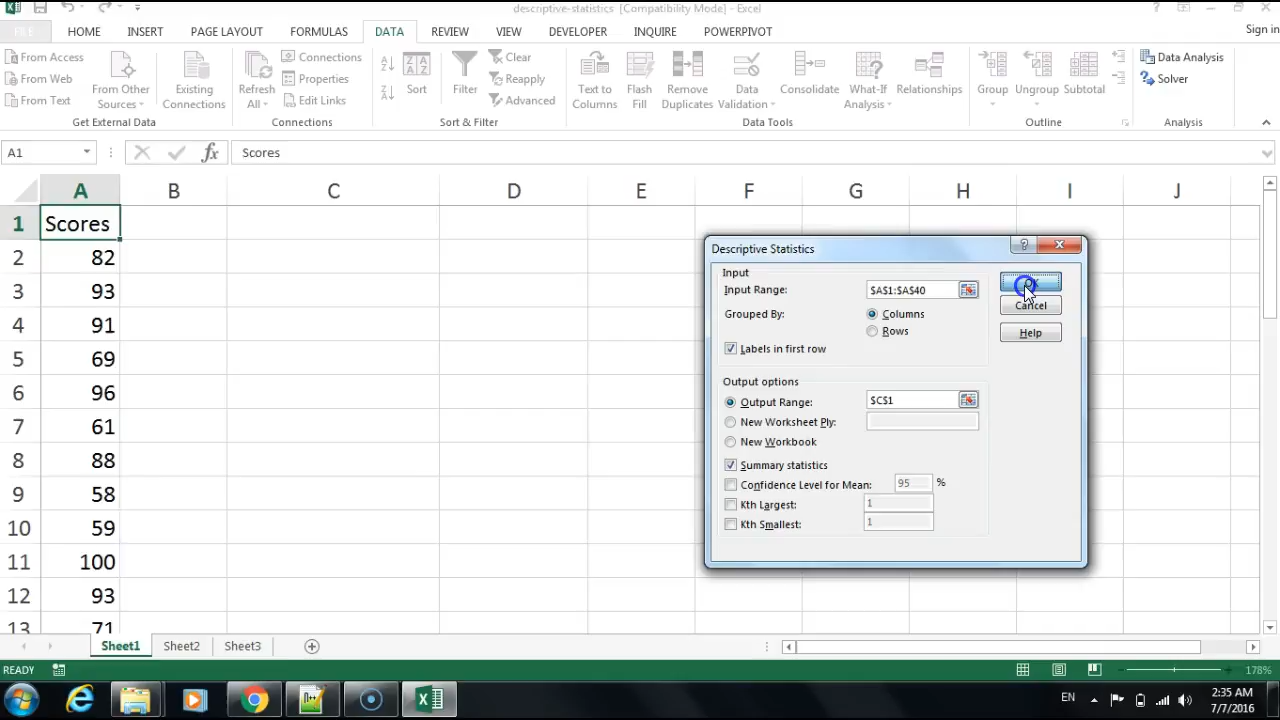 descriptive-statistics [Compatibility Mode] - Excel
FILE HOME INSERT PAGE LAYOUT FORMULAS DATA REVIEW VIEW DEVELOPER INQUIRE POWERPIVOT Sign in
From Access
From Web
From Text
From Other Sources
Existing Connections
Get External Data
Refresh All
Connections
Properties
Edit Links
Connections
Sort
Filter
Clear
Reapply
Advanced
Sort & Filter
Text to Columns
Flash Fill
Remove Duplicates
Data Validation
Consolidate
What-If Analysis
Relationships
Data Tools
Group
Ungroup
Subtotal
Outline
Data Analysis
Solver
Analysis
A1 fx Scores
A B C D E F G H I J
1 Scores
2 82
3 93
4 91
5 69
6 96
7 61
8 88
9 58
10 59
11 100
12 93
13 71
Descriptive Statistics
Input
Input Range: $A$1:$A$40
Grouped By: Columns
Rows
Labels in first row
OK
Cancel
Help
Output options
Output Range: $C$1
New Worksheet Ply:
New Workbook
Summary statistics
Confidence Level for Mean: 95 %
Kth Largest: 1
Kth Smallest: 1
Sheet1 Sheet2 Sheet3
READY 178%
EN
2:35 AM
7/7/2016